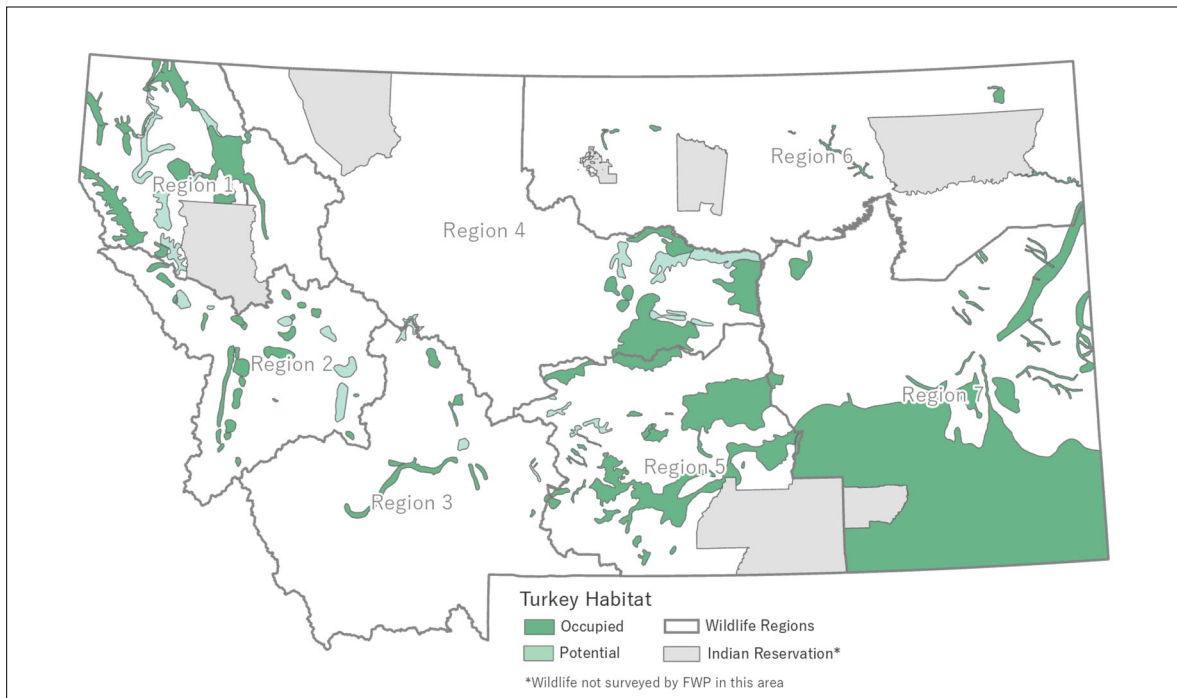 Region 6
Region 1
Region 4
Region 2
Region 7
Region 5
Region 3
Turkey Habitat
Occupied
Wildlife Regions
Potential
Indian Reservation*
*Wildlife not surveyed by FWP in this area